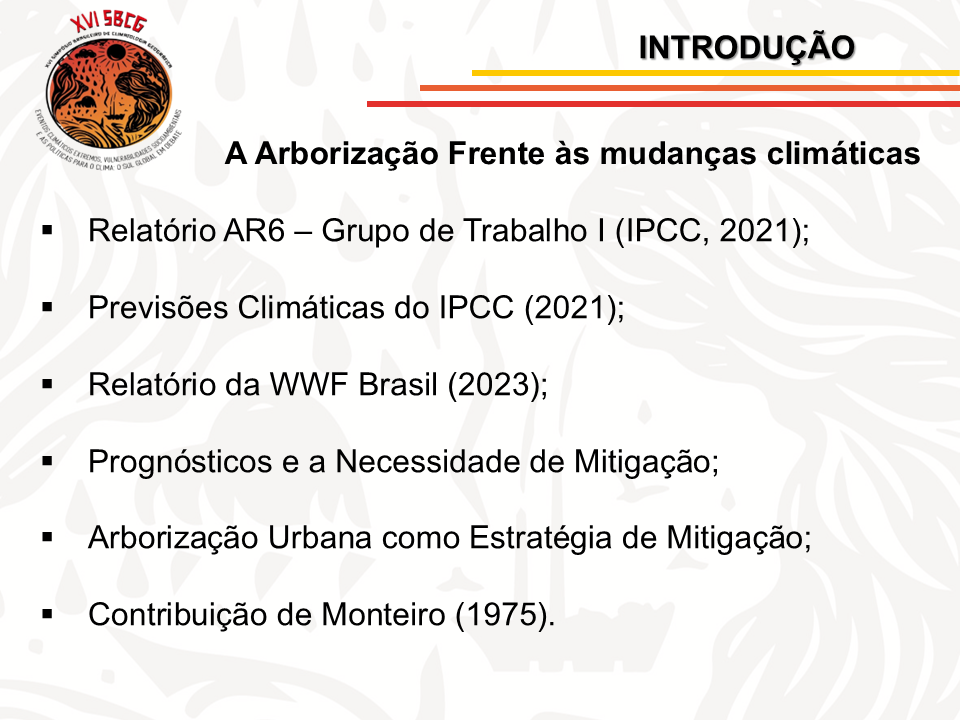 XVI SBCG
XVI SIMPÓSIO BRASILEIRO DE CLIMATOLOGIA GEOGRÁFICA
EVENTOS CLIMÁTICOS EXTREMOS, VULNERABILIDADES SOCIOAMBIENTAIS
E AS POLÍTICAS PARA O CLIMA: O SUL GLOBAL EM DEBATE
INTRODUÇÃO
A Arborização Frente às mudanças climáticas
▪ Relatório AR6 – Grupo de Trabalho I (IPCC, 2021);
▪ Previsões Climáticas do IPCC (2021);
▪ Relatório da WWF Brasil (2023);
▪ Prognósticos e a Necessidade de Mitigação;
▪ Arborização Urbana como Estratégia de Mitigação;
▪ Contribuição de Monteiro (1975).